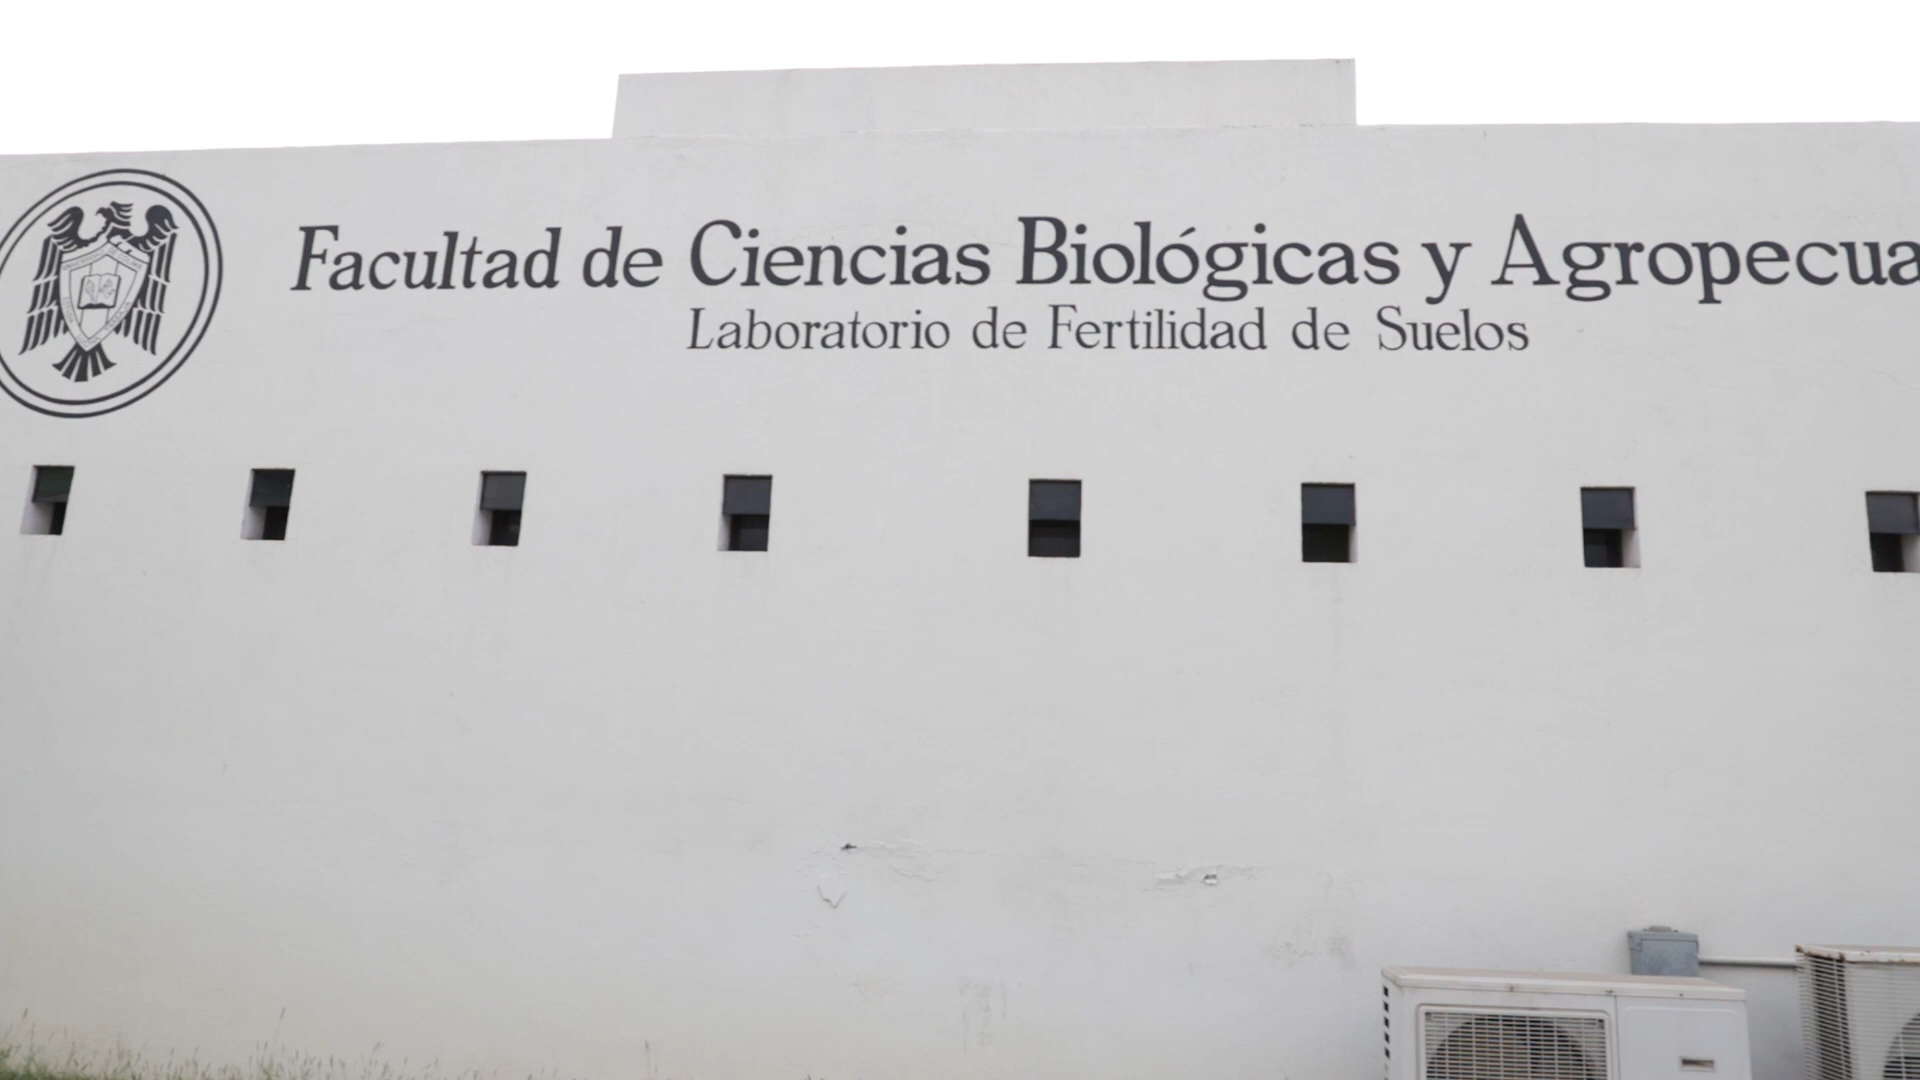 Facultad de Ciencias Biológicas y Agropecua
Laboratorio de Fertilidad de Suelos